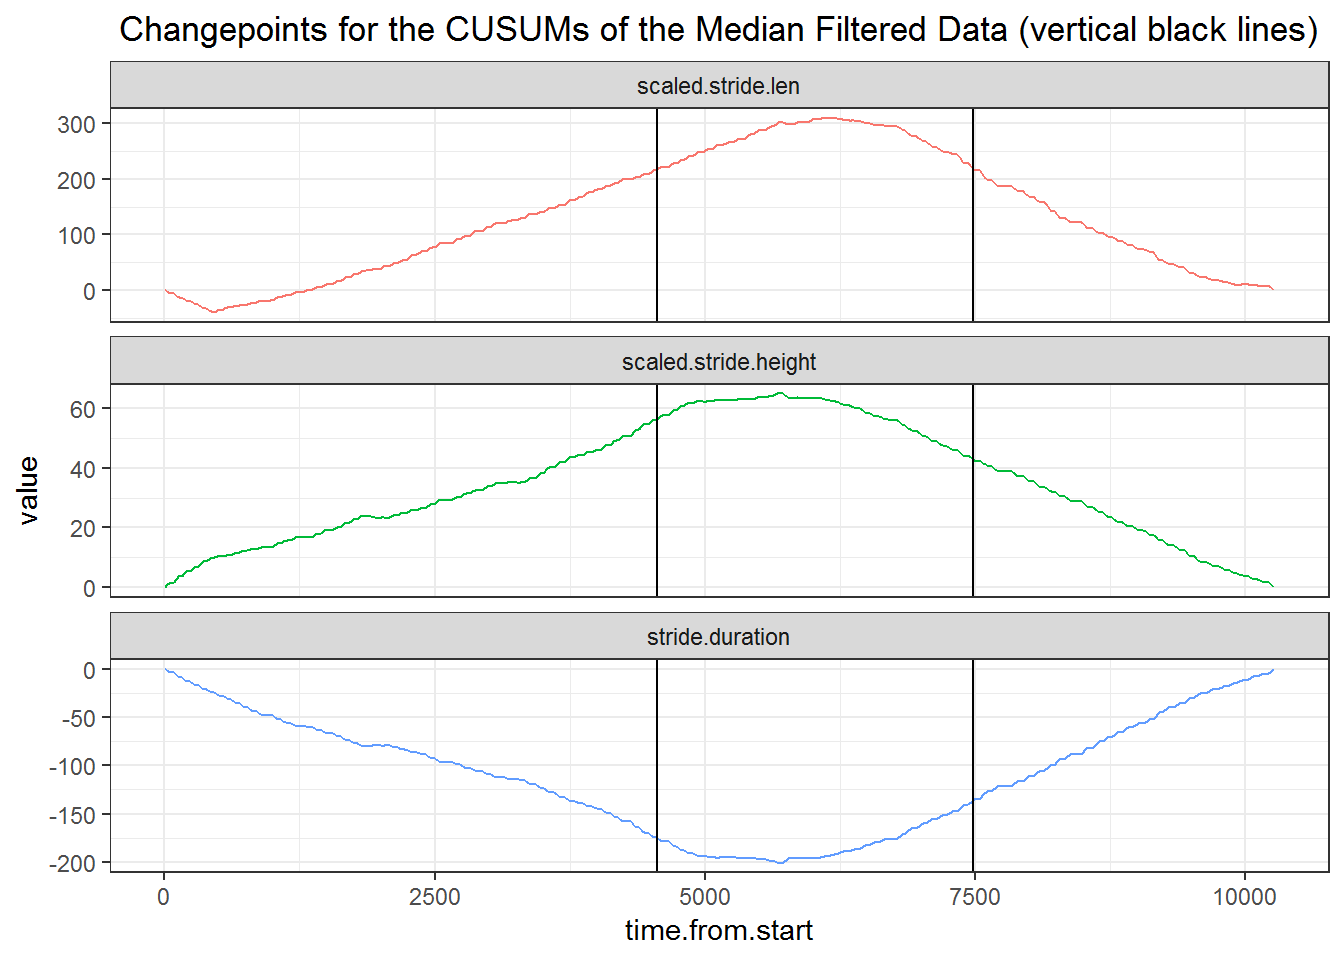 Changepoints for the CUSUMs of the Median Filtered Data (vertical black lines)
scaled.stride.len
300
200
100
0
scaled.stride.height
60
40
20
0
value
stride.duration
0
-50
-100
-150
-200
0 2500 5000 7500 10000
time.from.start